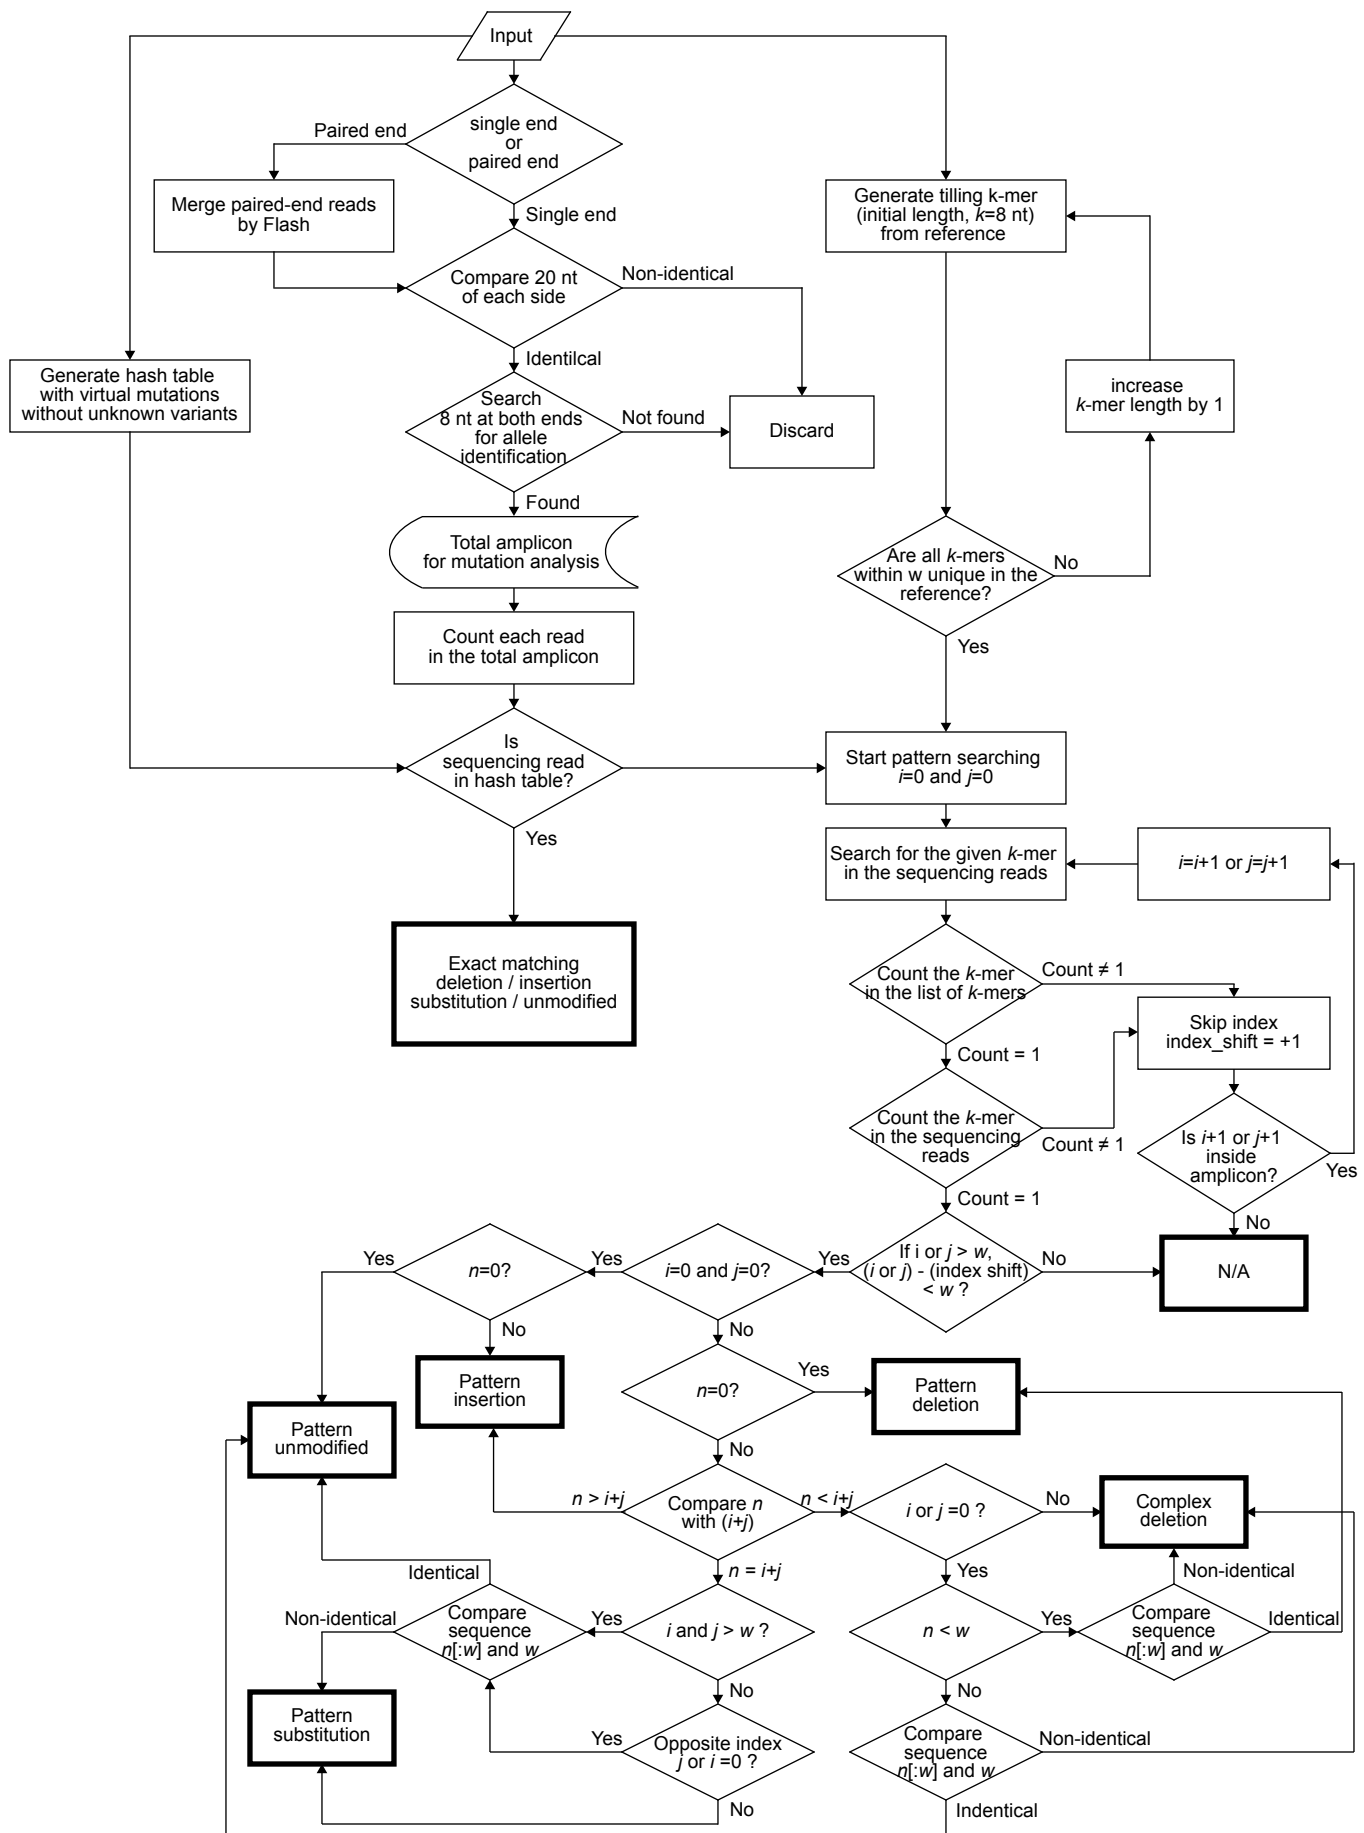 Input
single end
or
paired end
Paired end
Merge paired-end reads
by Flash
Single end
Generate tilling k-mer
(initial length, k=8 nt)
from reference
Compare 20 nt
of each side
Non-identical
Identilcal
Generate hash table
with virtual mutations
without unknown variants
increase
k-mer length by 1
Search
8 nt at both ends
for allele
identification
Not found
Discard
Found
Total amplicon
for mutation analysis
Are all k-mers
within w unique in the
reference?
No
Yes
Count each read
in the total amplicon
Is
sequencing read
in hash table?
Start pattern searching
i=0 and j=0
Yes
Search for the given k-mer
in the sequencing reads
i=i+1 or j=j+1
Exact matching
deletion / insertion
substitution / unmodified
Count the k-mer
in the list of k-mers
Count ≠ 1
Skip index
index_shift = +1
Count = 1
Count the k-mer
in the sequencing
reads
Count ≠ 1
Is i+1 or j+1
inside
amplicon?
Yes
Count = 1
No
Yes
n=0?
Yes
i=0 and j=0?
Yes
If i or j > w,
(i or j) - (index shift)
< w ?
No
N/A
No
No
Pattern
insertion
n=0?
Yes
Pattern
deletion
Pattern
unmodified
No
n > i+j
Compare n
with (i+j)
n < i+j
i or j =0 ?
No
Complex
deletion
n = i+j
Yes
Identical
Non-identical
Non-identical
Compare
sequence
n[:w] and w
Yes
i and j > w ?
n < w
Yes
Compare
sequence
n[:w] and w
Identical
No
No
Pattern
substitution
Yes
Opposite index
j or i =0 ?
Compare
sequence
n[:w] and w
Non-identical
No
Indentical